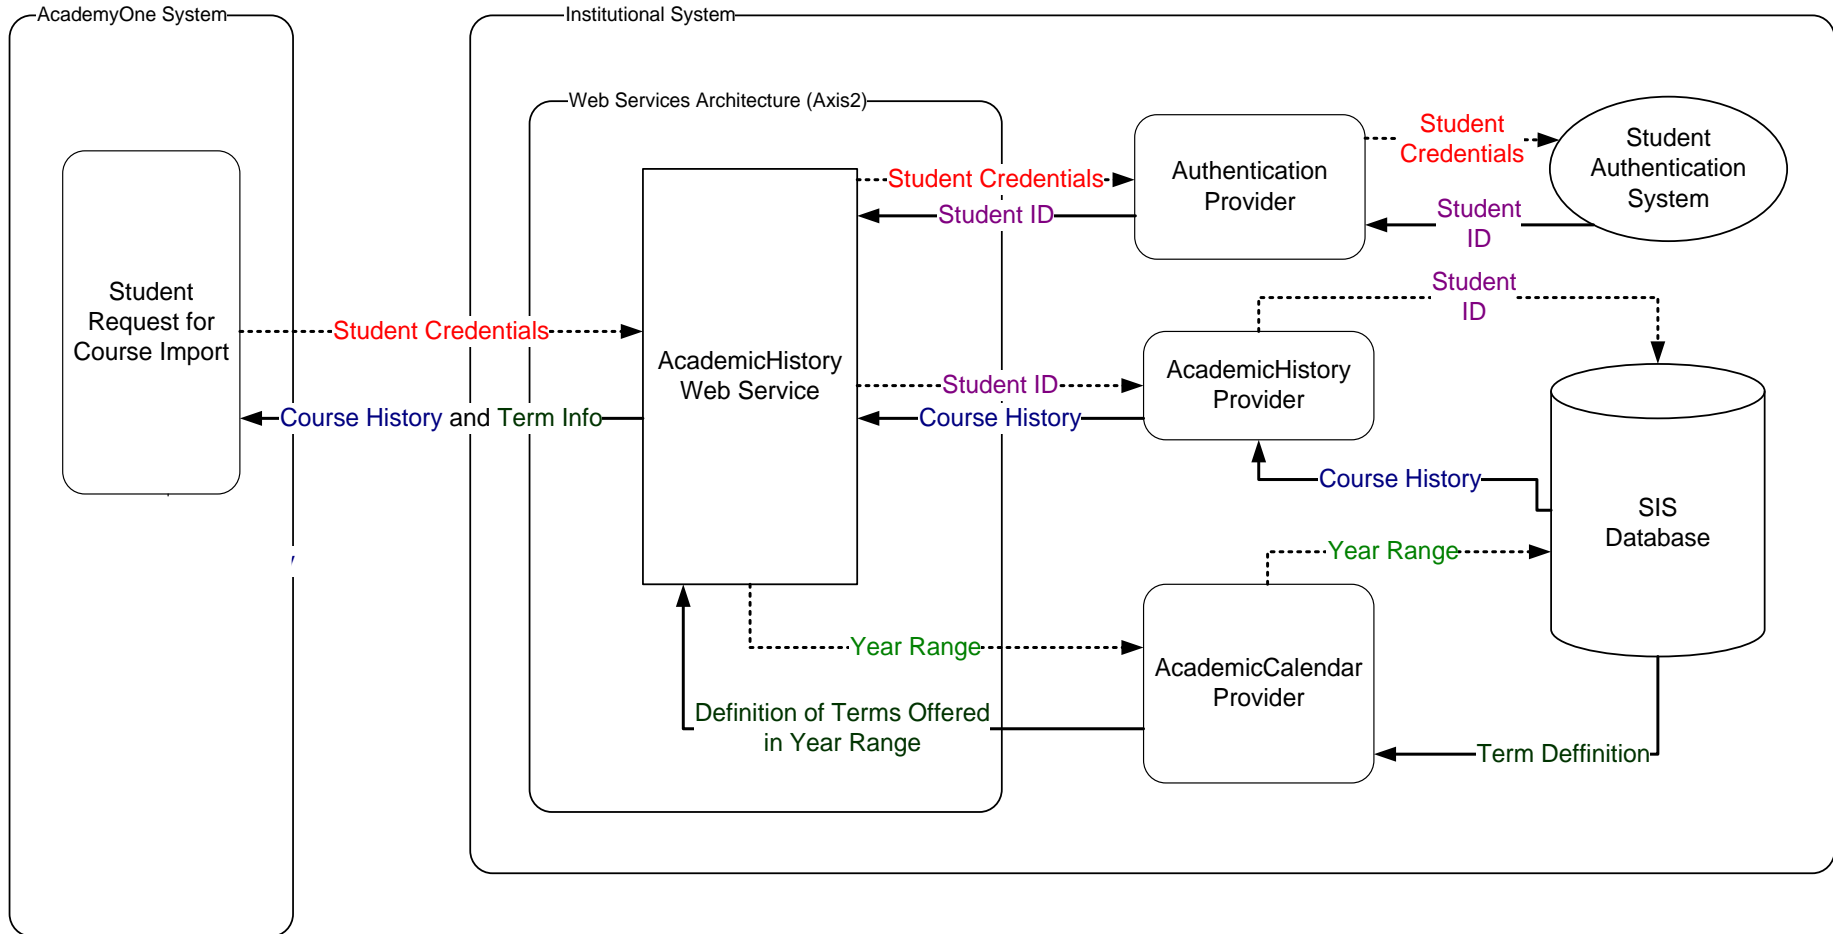 AcademyOne System
Institutional System
Web Services Architecture (Axis2)
Student
Request for
Course Import
Student Credentials
Course History and Term Info
AcademicHistory
Web Service
Student Credentials
Student ID
Authentication
Provider
Student
Credentials
Student
ID
Student
Authentication
System
Student
ID
Student ID
Course History
AcademicHistory
Provider
Course History
SIS
Database
Year Range
Year Range
Definition of Terms Offered
in Year Range
AcademicCalendar
Provider
Term Deffinition